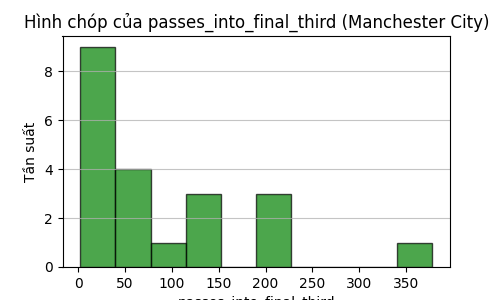 Hình chóp của passes_into_final_third (Manchester City)
Tần suất
8
6
4
2
0
0 50 100 150 200 250 300 350
passes_into_final_third